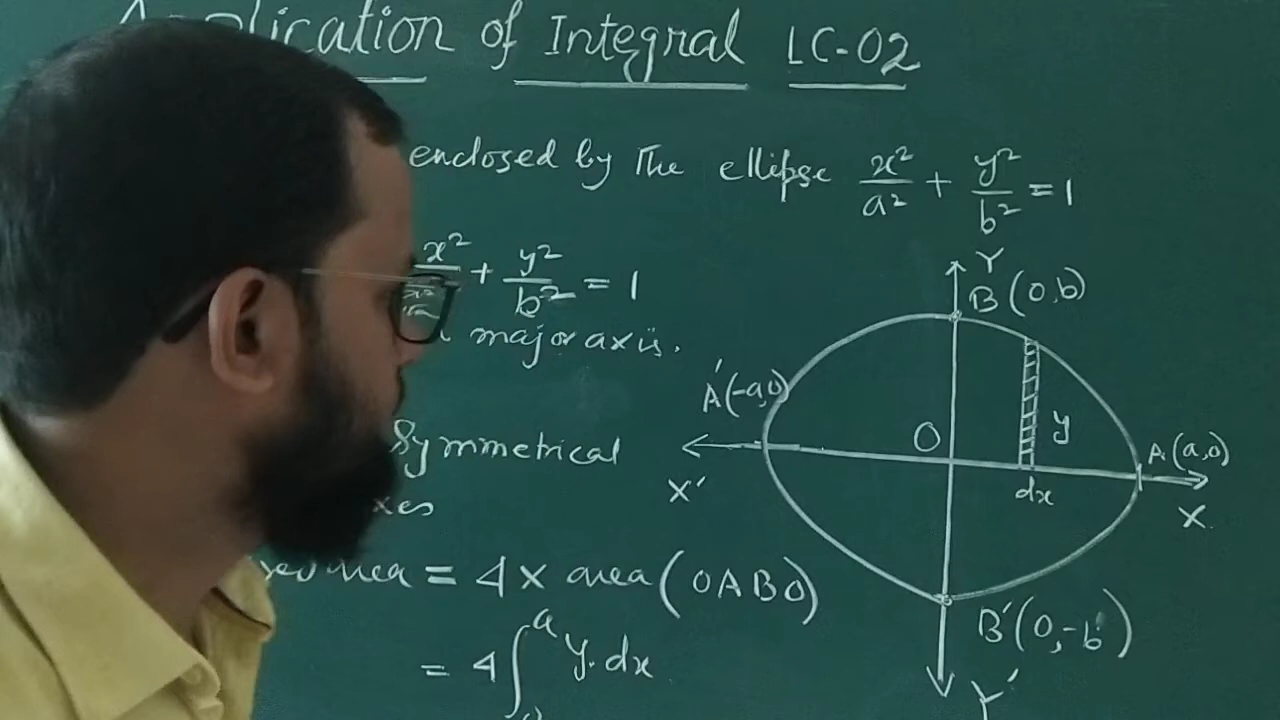 Application of Integral LC-02
enclosed by The ellipse x²/a² + y²/b² = 1
x² + y²/b² = 1
major axis.
Symmetrical
area = 4 x area (OABO)
= 4 ∫ a y. dx
Y
B (0,b)
A'(-a,0)
O
y
A (a,0)
X'
dx
X
B'(0,-b)
Y'